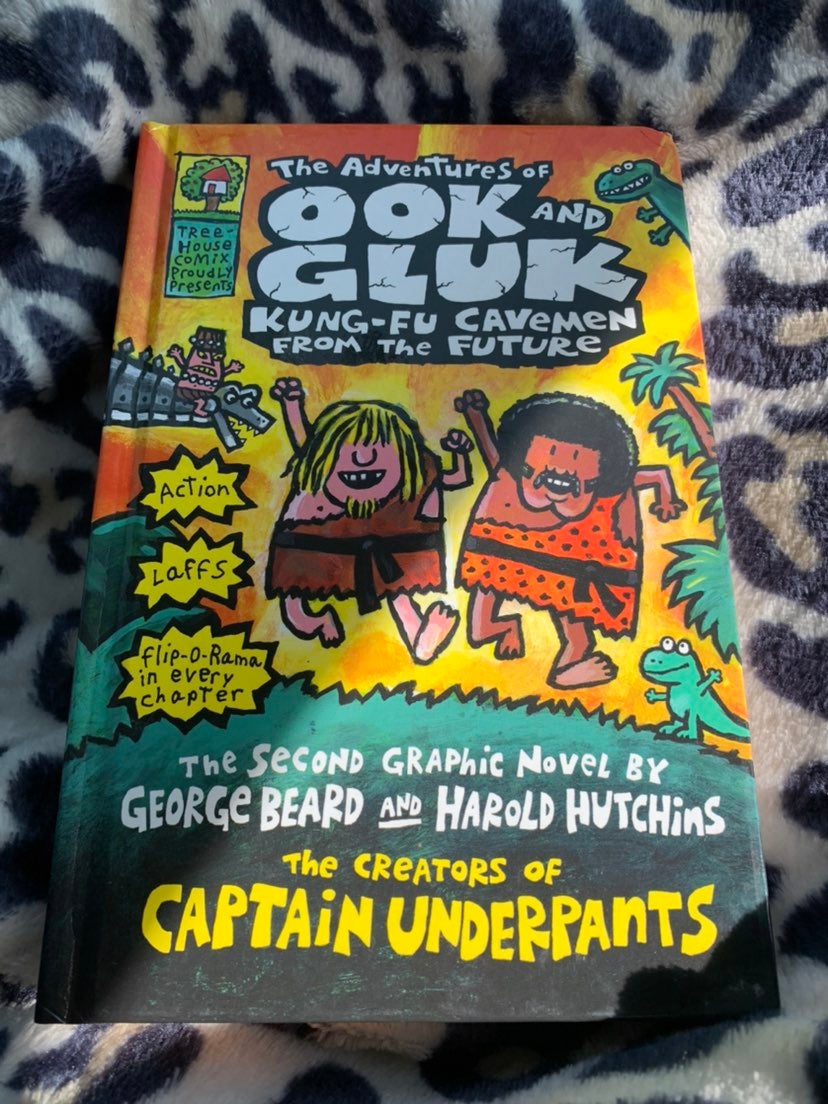 The Adventures of
OOK AND
GLUK
KUNG-FU CAVEMEN
FROM THE FUTURE
TREE-
HOUSE
COMIX
PROUDLY
PRESENTS
ACTION
LAFFS
flip-O-Rama
in every
chapter
The SECOND GRAPHIC NOVEL BY
GEORGE BEARD AND HAROLD HUTCHINS
THE CREATORS OF
CAPTAIN UNDERPANTS